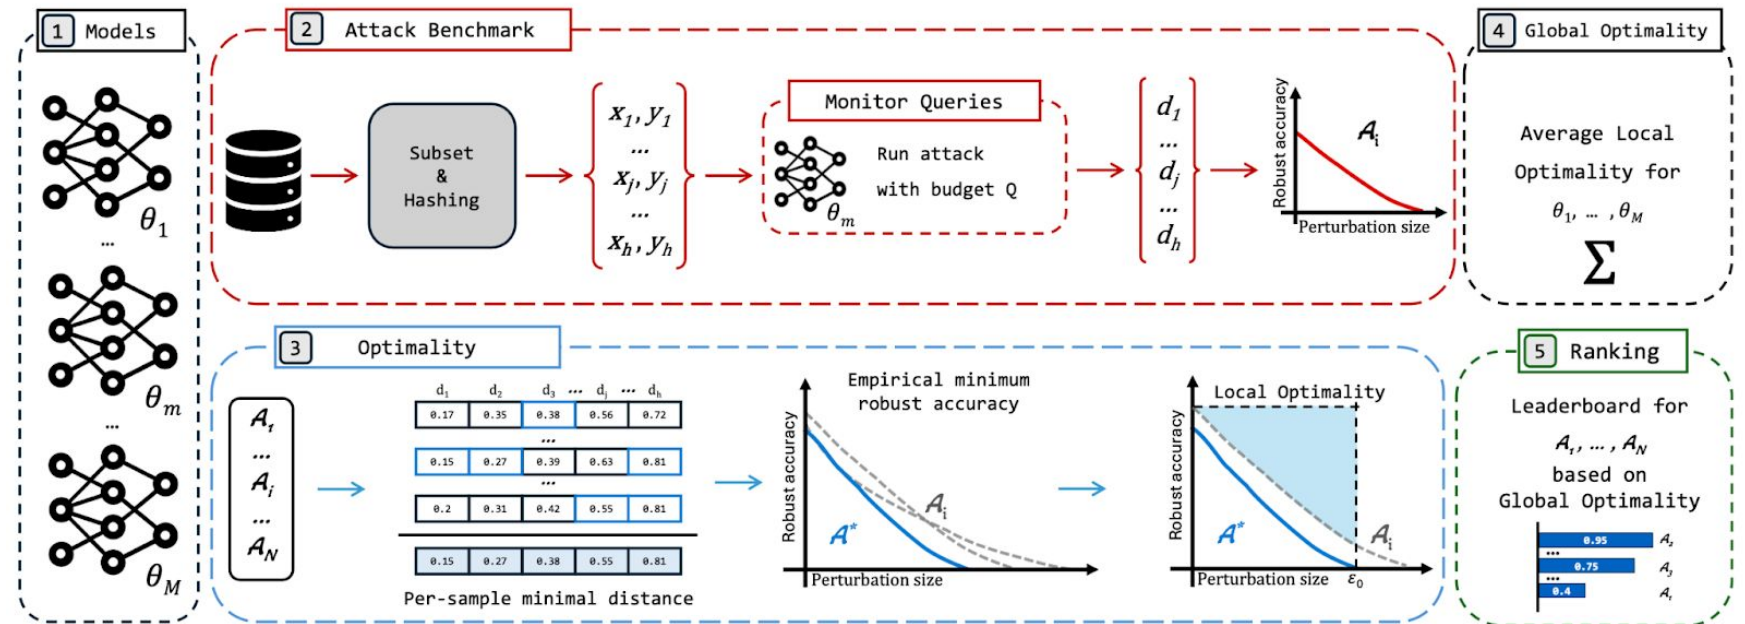 1 Models
θ1
...
θm
...
θM
2 Attack Benchmark
Subset
&
Hashing
x1, y1
...
xj, yj
...
xh, yh
Monitor Queries
Run attack
with budget Q
θm
d1
...
dj
...
dh
Robust accuracy
Ai
Perturbation size
3 Optimality
A1
...
Ai
...
AN
d1 d2 d3 ... dj ... dh
0.17 0.35 0.38 0.56 0.72
...
0.15 0.27 0.39 0.63 0.81
...
0.2 0.31 0.42 0.55 0.81
0.15 0.27 0.38 0.55 0.81
Per-sample minimal distance
Empirical minimum
robust accuracy
Robust accuracy
Ai
A*
Perturbation size
Local Optimality
Robust accuracy
A*
Ai
Perturbation size ε0
4 Global Optimality
Average Local
Optimality for
θ1, ... , θM
Σ
5 Ranking
Leaderboard for
A1, ... , AN
based on
Global Optimality
0.95
...
0.75
...
0.4